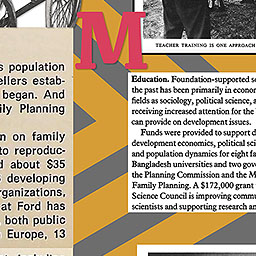 M
TEACHER TRAINING IS ONE APPROACH
s population
ellers estab-
began. And
ily Planning
n on family
to reproduc-
d about $35
developing
rganizations,
at Ford has
both public
n Europe, 13
Education. Foundation-supported
the past has been primarily in econom
fields as sociology, political science, a
receiving increased attention for the
can provide on development issues.
Funds were provided to support d
development economics, political sci
and population dynamics for eight fa
Bangladesh universities and two gov
the Planning Commission and the M
Family Planning. A $172,000 grant
Science Council is improving commu
scientists and supporting research an